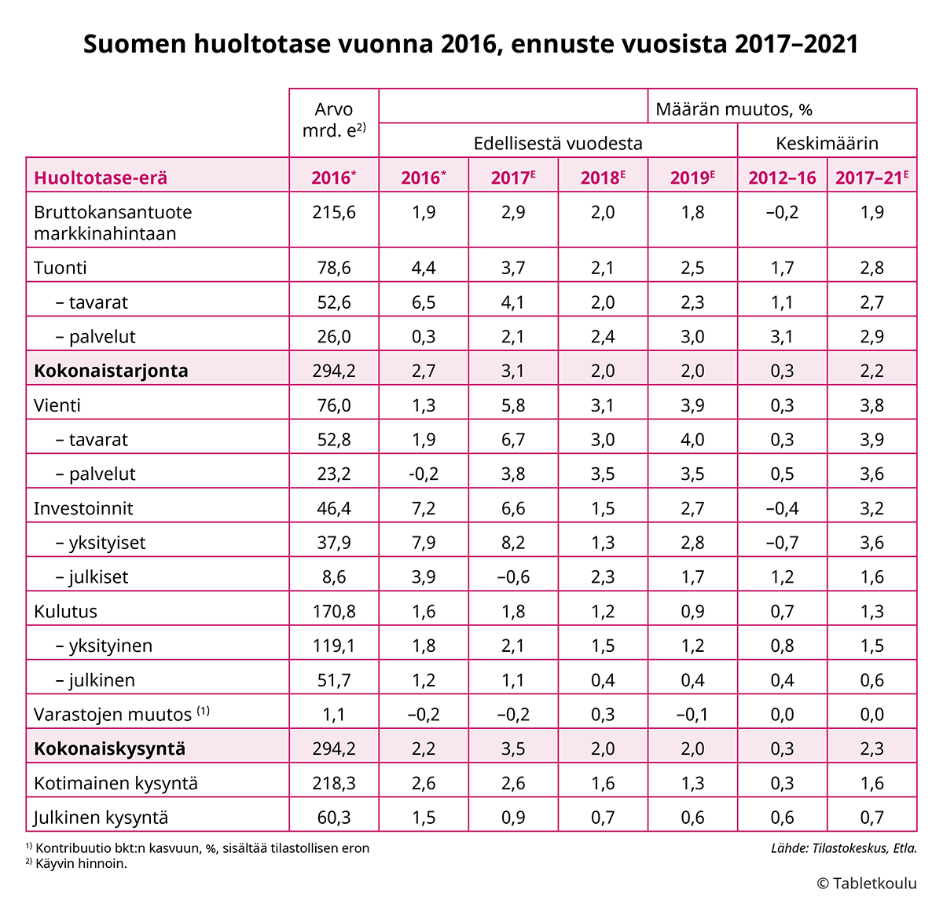 Suomen huoltotase vuonna 2016, ennuste vuosista 2017–2021
Arvo mrd. e²⁾ Määrän muutos, %
Edellisestä vuodesta Keskimäärin
Huoltotase-erä 2016* 2016* 2017ᴱ 2018ᴱ 2019ᴱ 2012–16 2017–21ᴱ
Bruttokansantuote markkinahintaan 215,6 1,9 2,9 2,0 1,8 –0,2 1,9
Tuonti 78,6 4,4 3,7 2,1 2,5 1,7 2,8
– tavarat 52,6 6,5 4,1 2,0 2,3 1,1 2,7
– palvelut 26,0 0,3 2,1 2,4 3,0 3,1 2,9
Kokonaistarjonta 294,2 2,7 3,1 2,0 2,0 0,3 2,2
Vienti 76,0 1,3 5,8 3,1 3,9 0,3 3,8
– tavarat 52,8 1,9 6,7 3,0 4,0 0,3 3,9
– palvelut 23,2 -0,2 3,8 3,5 3,5 0,5 3,6
Investoinnit 46,4 7,2 6,6 1,5 2,7 –0,4 3,2
– yksityiset 37,9 7,9 8,2 1,3 2,8 –0,7 3,6
– julkiset 8,6 3,9 –0,6 2,3 1,7 1,2 1,6
Kulutus 170,8 1,6 1,8 1,2 0,9 0,7 1,3
– yksityinen 119,1 1,8 2,1 1,5 1,2 0,8 1,5
– julkinen 51,7 1,2 1,1 0,4 0,4 0,4 0,6
Varastojen muutos ⁽¹⁾ 1,1 –0,2 –0,2 0,3 –0,1 0,0 0,0
Kokonaiskysyntä 294,2 2,2 3,5 2,0 2,0 0,3 2,3
Kotimainen kysyntä 218,3 2,6 2,6 1,6 1,3 0,3 1,6
Julkinen kysyntä 60,3 1,5 0,9 0,7 0,6 0,6 0,7
¹⁾ Kontribuutio bkt:n kasvuun, %, sisältää tilastollisen eron
²⁾ Käyvin hinnoin.
Lähde: Tilastokeskus, Etla.
© Tabletkoulu